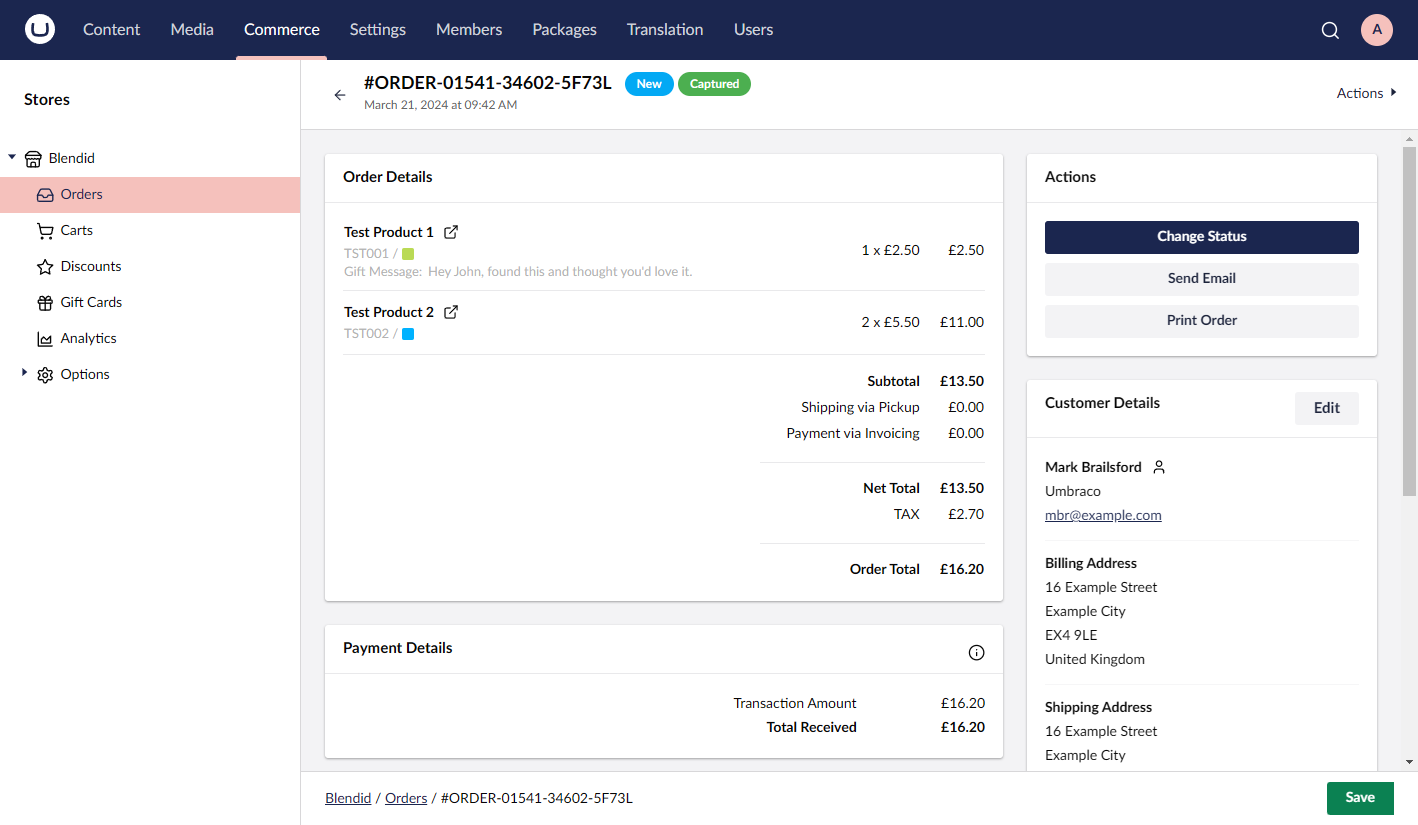 Content Media Commerce Settings Members Packages Translation Users A
Stores
Blendid
Orders
Carts
Discounts
Gift Cards
Analytics
Options
#ORDER-01541-34602-5F73L New Captured
March 21, 2024 at 09:42 AM
Actions
Order Details
Test Product 1
TST001 /
Gift Message: Hey John, found this and thought you'd love it.
1 x £2.50 £2.50
Test Product 2
TST002 /
2 x £5.50 £11.00
Subtotal £13.50
Shipping via Pickup £0.00
Payment via Invoicing £0.00
Net Total £13.50
TAX £2.70
Order Total £16.20
Payment Details
Transaction Amount £16.20
Total Received £16.20
Actions
Change Status
Send Email
Print Order
Customer Details Edit
Mark Brailsford
Umbraco
mbr@example.com
Billing Address
16 Example Street
Example City
EX4 9LE
United Kingdom
Shipping Address
16 Example Street
Example City
Blendid / Orders / #ORDER-01541-34602-5F73L
Save